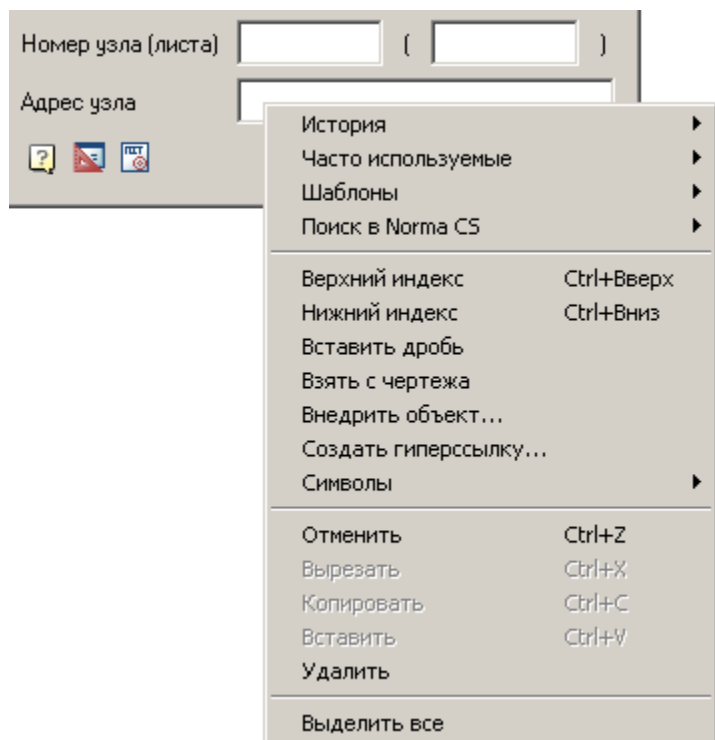 Номер узла (листа) ( )
Адрес узла
История
Часто используемые
Шаблоны
Поиск в Norma CS
Верхний индекс Ctrl+Вверх
Нижний индекс Ctrl+Вниз
Вставить дробь
Взять с чертежа
Внедрить объект...
Создать гиперссылку...
Символы
Отменить Ctrl+Z
Вырезать Ctrl+X
Копировать Ctrl+C
Вставить Ctrl+V
Удалить
Выделить все